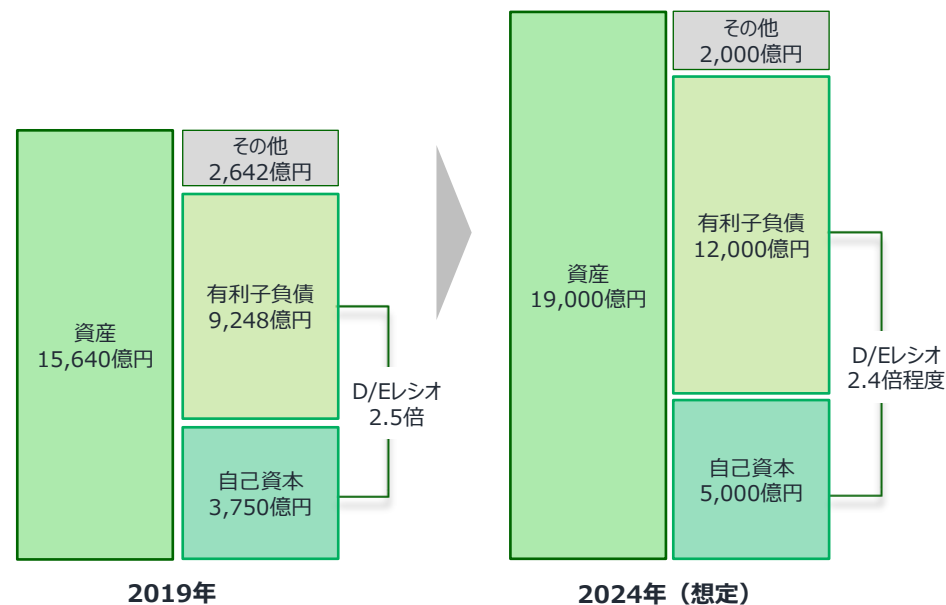 その他
2,642億円
資産
15,640億円
有利子負債
9,248億円
D/Eレシオ
2.5倍
自己資本
3,750億円
2019年
その他
2,000億円
資産
19,000億円
有利子負債
12,000億円
D/Eレシオ
2.4倍程度
自己資本
5,000億円
2024年（想定）